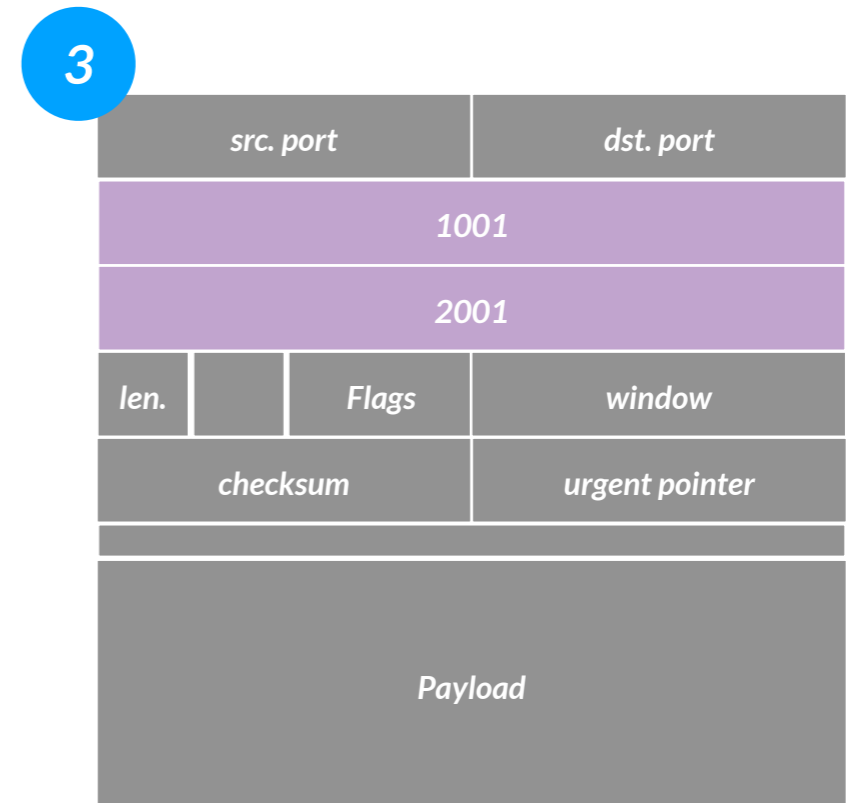 3
src. port dst. port
1001
2001
len. Flags window
checksum urgent pointer
Payload